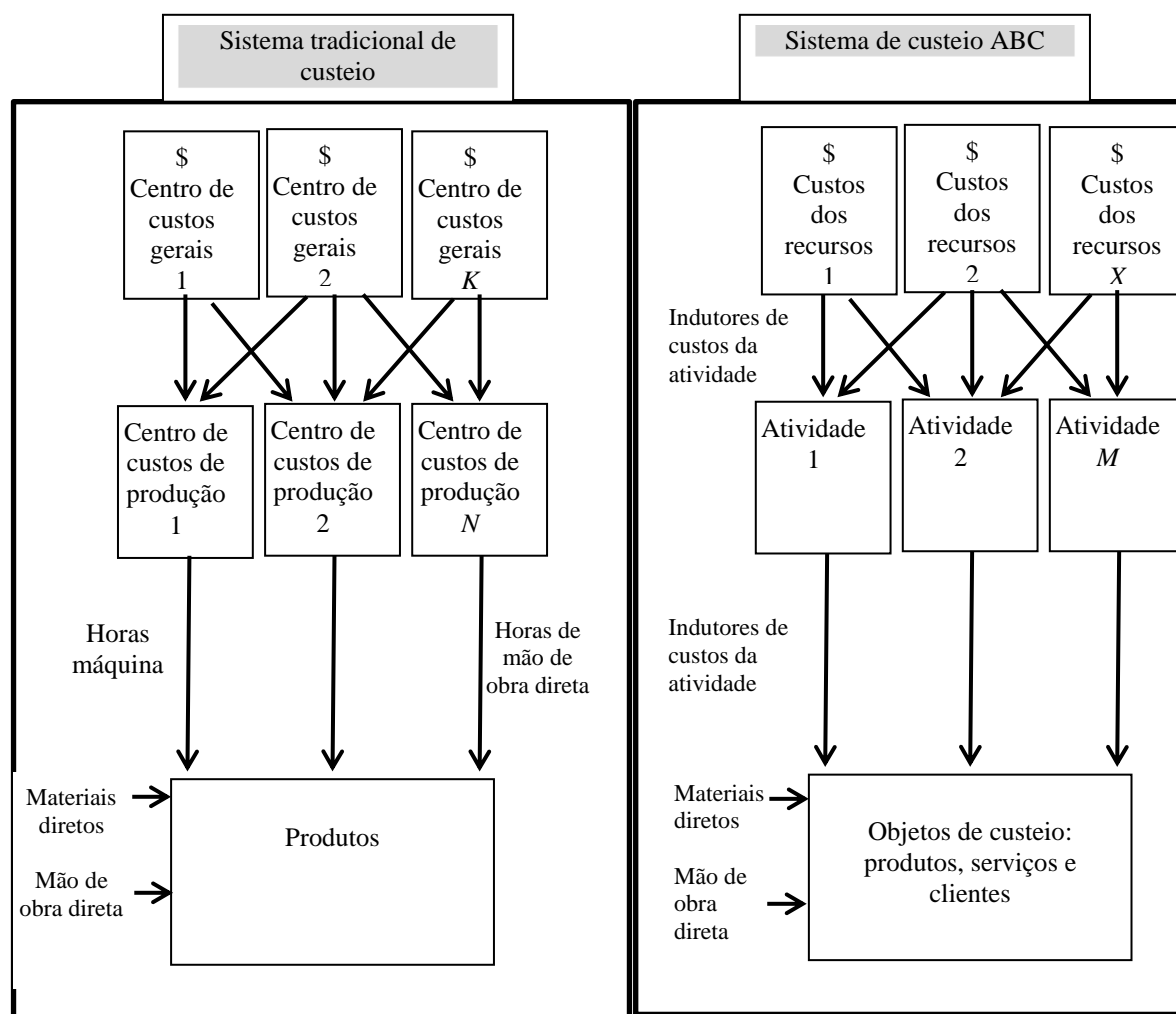 Sistema tradicional de
custeio
$
Centro de
custos
gerais
1
$
Centro de
custos
gerais
2
$
Centro de
custos
gerais
K
Centro de
custos de
produção
1
Centro de
custos de
produção
2
Centro de
custos de
produção
N
Horas
máquina
Horas de
mão de
obra direta
Materiais
diretos
Mão de
obra direta
Produtos
Sistema de custeio ABC
$
Custos
dos
recursos
1
$
Custos
dos
recursos
2
$
Custos
dos
recursos
X
Indutores de
custos da
atividade
Atividade
1
Atividade
2
Atividade
M
Indutores de
custos da
atividade
Materiais
diretos
Mão de
obra
direta
Objetos de custeio:
produtos, serviços e
clientes